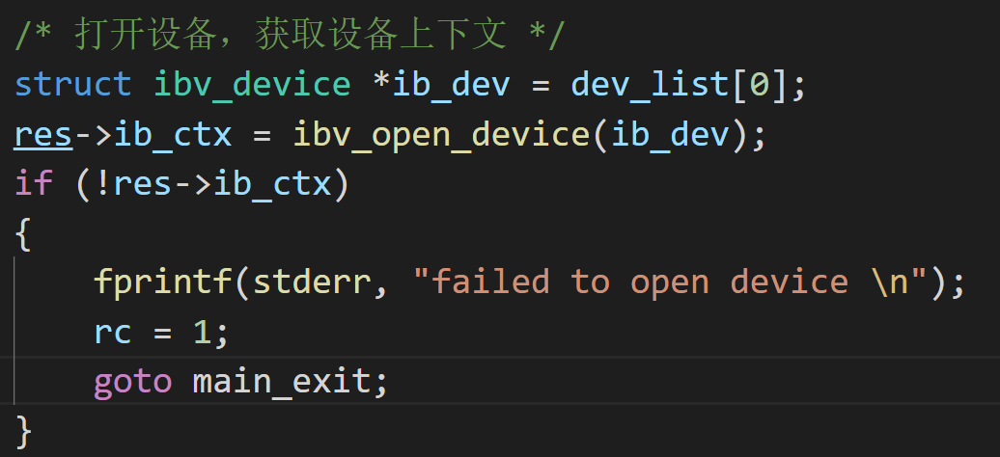 /* 打开设备，获取设备上下文 */
struct ibv_device *ib_dev = dev_list[0];
res->ib_ctx = ibv_open_device(ib_dev);
if (!res->ib_ctx)
{
    fprintf(stderr, "failed to open device \n");
    rc = 1;
    goto main_exit;
}